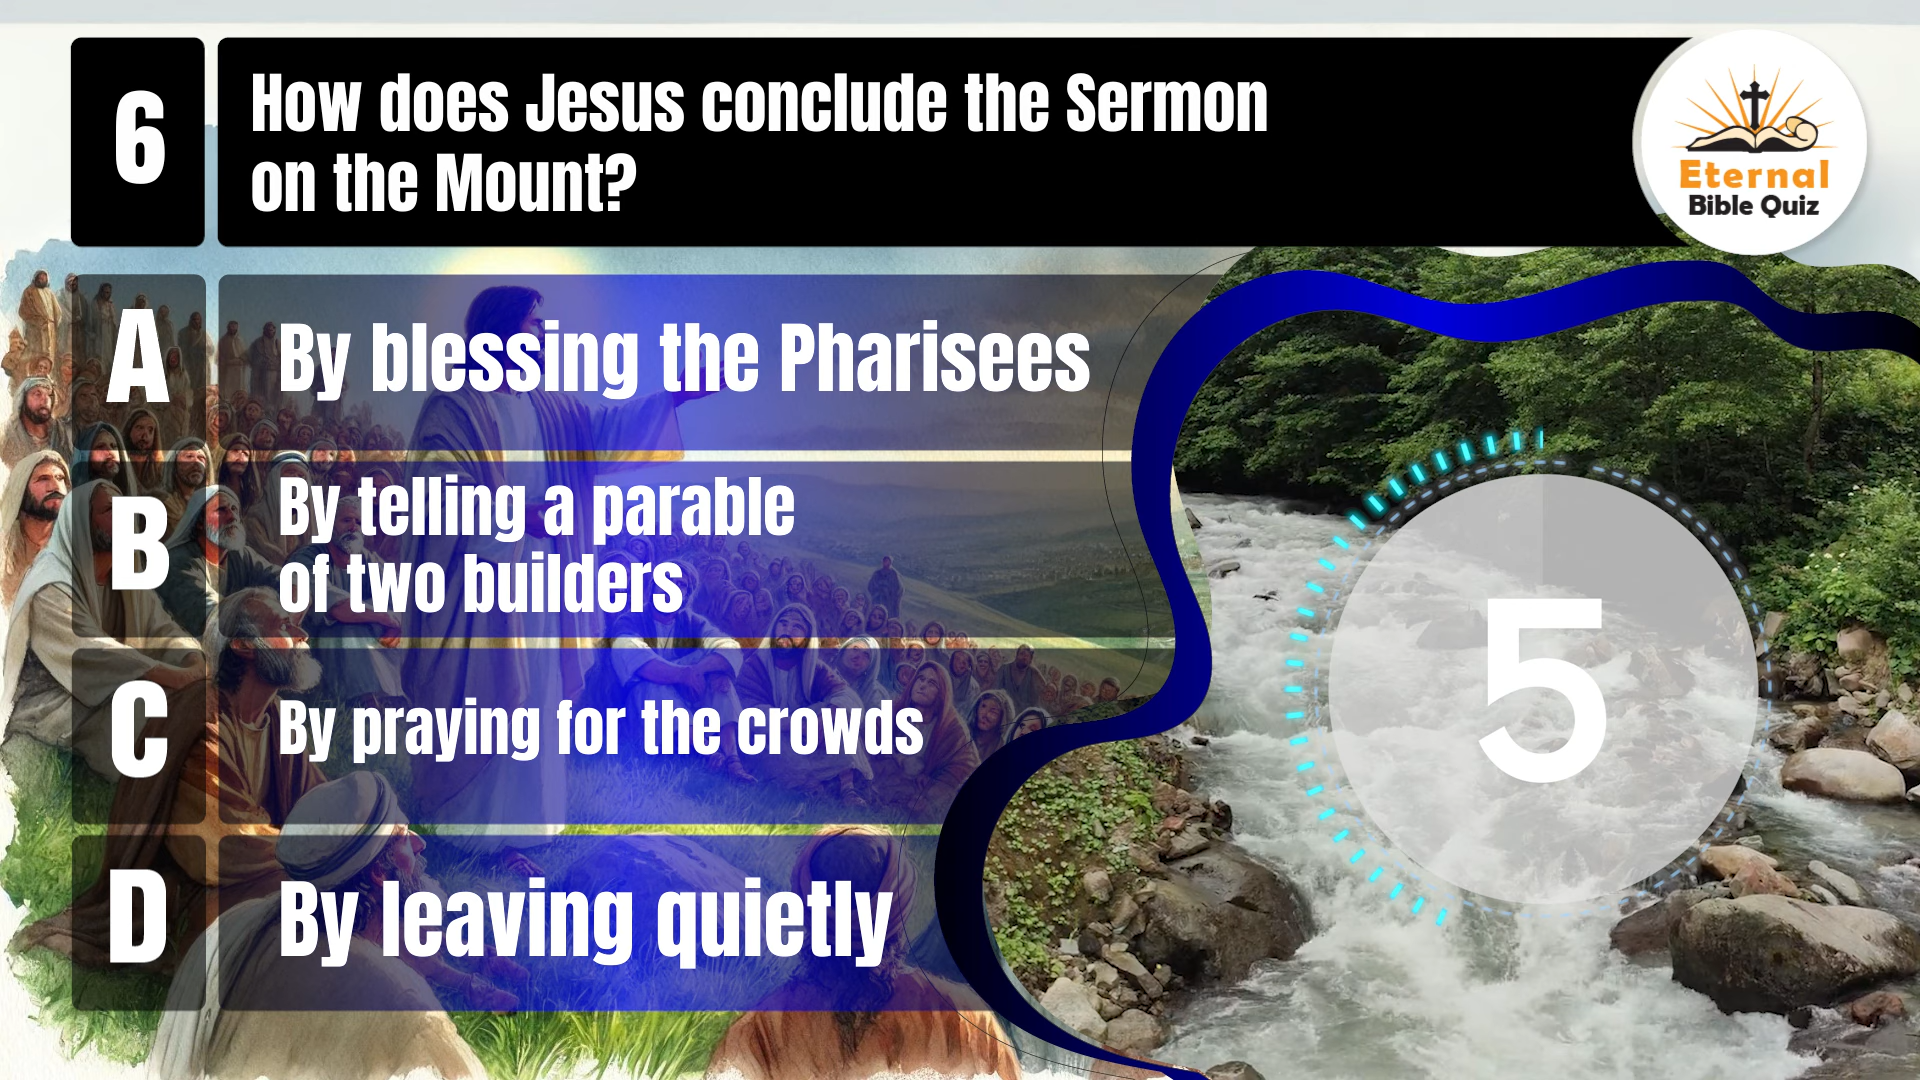 6
How does Jesus conclude the Sermon
on the Mount?
Eternal
Bible Quiz
A
By blessing the Pharisees
B
By telling a parable
of two builders
C
By praying for the crowds
D
By leaving quietly
5